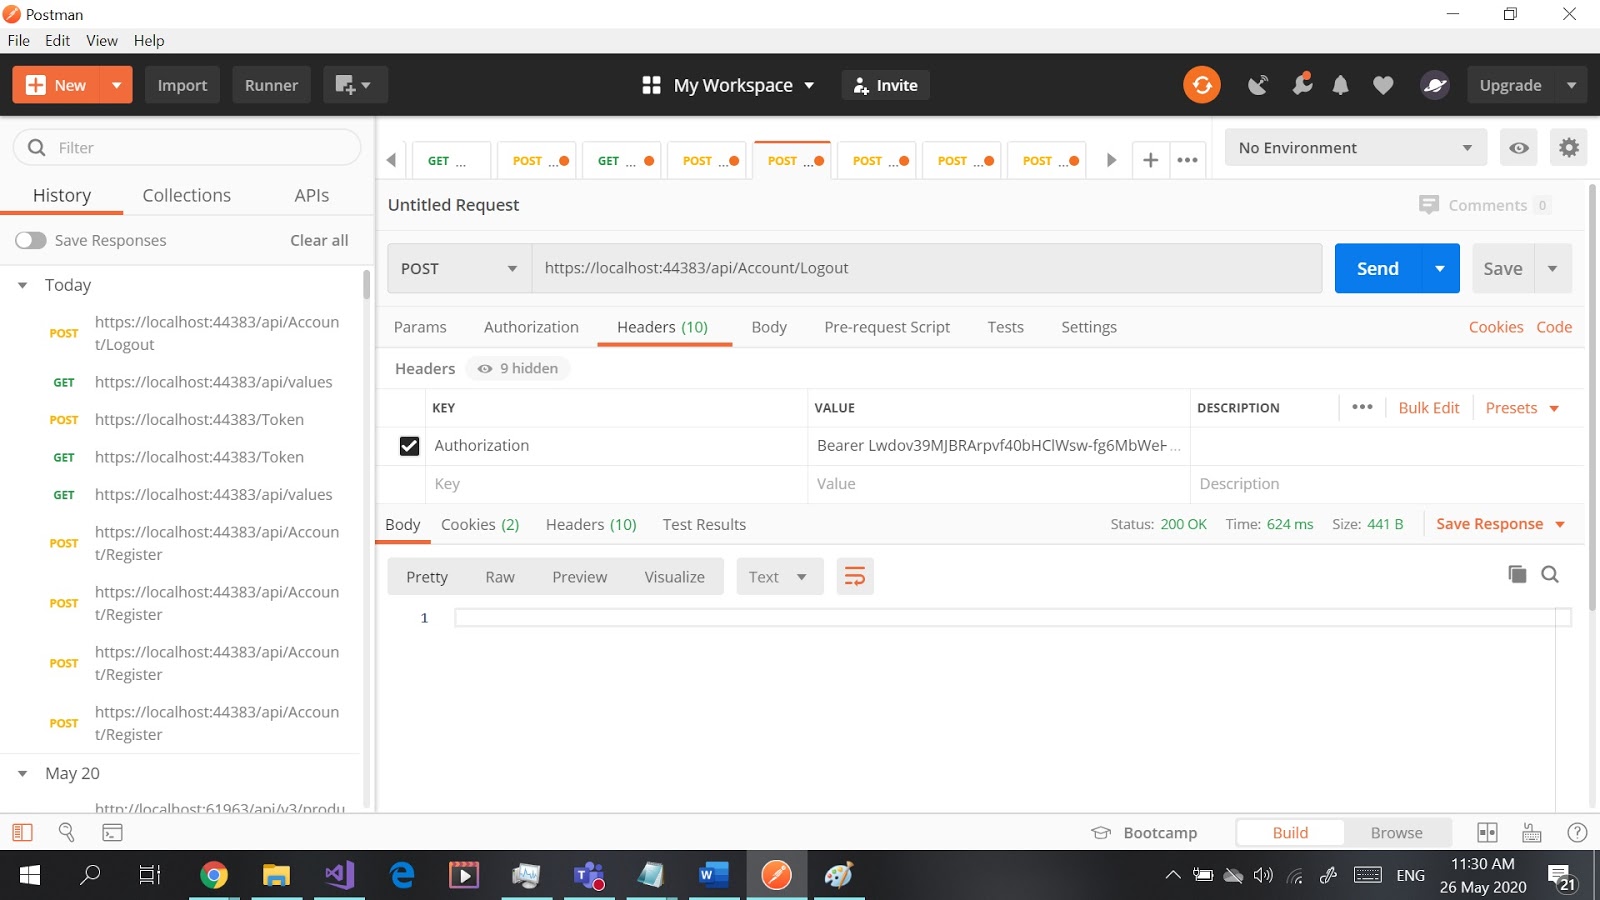 Postman
File Edit View Help
New Import Runner My Workspace Invite Upgrade
Filter
History Collections APIs
Save Responses Clear all
Today
POST https://localhost:44383/api/Accoun
t/Logout
GET https://localhost:44383/api/values
POST https://localhost:44383/Token
GET https://localhost:44383/Token
GET https://localhost:44383/api/values
POST https://localhost:44383/api/Accoun
t/Register
POST https://localhost:44383/api/Accoun
t/Register
POST https://localhost:44383/api/Accoun
t/Register
POST https://localhost:44383/api/Accoun
t/Register
May 20
http://localhost:61963/api/v3/produ
GET ... POST ... GET ... POST ... POST ... POST ... POST ... POST ...
No Environment
Untitled Request Comments 0
POST https://localhost:44383/api/Account/Logout Send Save
Params Authorization Headers (10) Body Pre-request Script Tests Settings Cookies Code
Headers 9 hidden
KEY VALUE DESCRIPTION Bulk Edit Presets
Authorization Bearer
Key Value Description
Body Cookies (2) Headers (10) Test Results Status: 200 OK Time: 624 ms Size: 441 B Save Response
Pretty Raw Preview Visualize Text
1
Bootcamp Build Browse
ENG 11:30 AM
26 May 2020 21